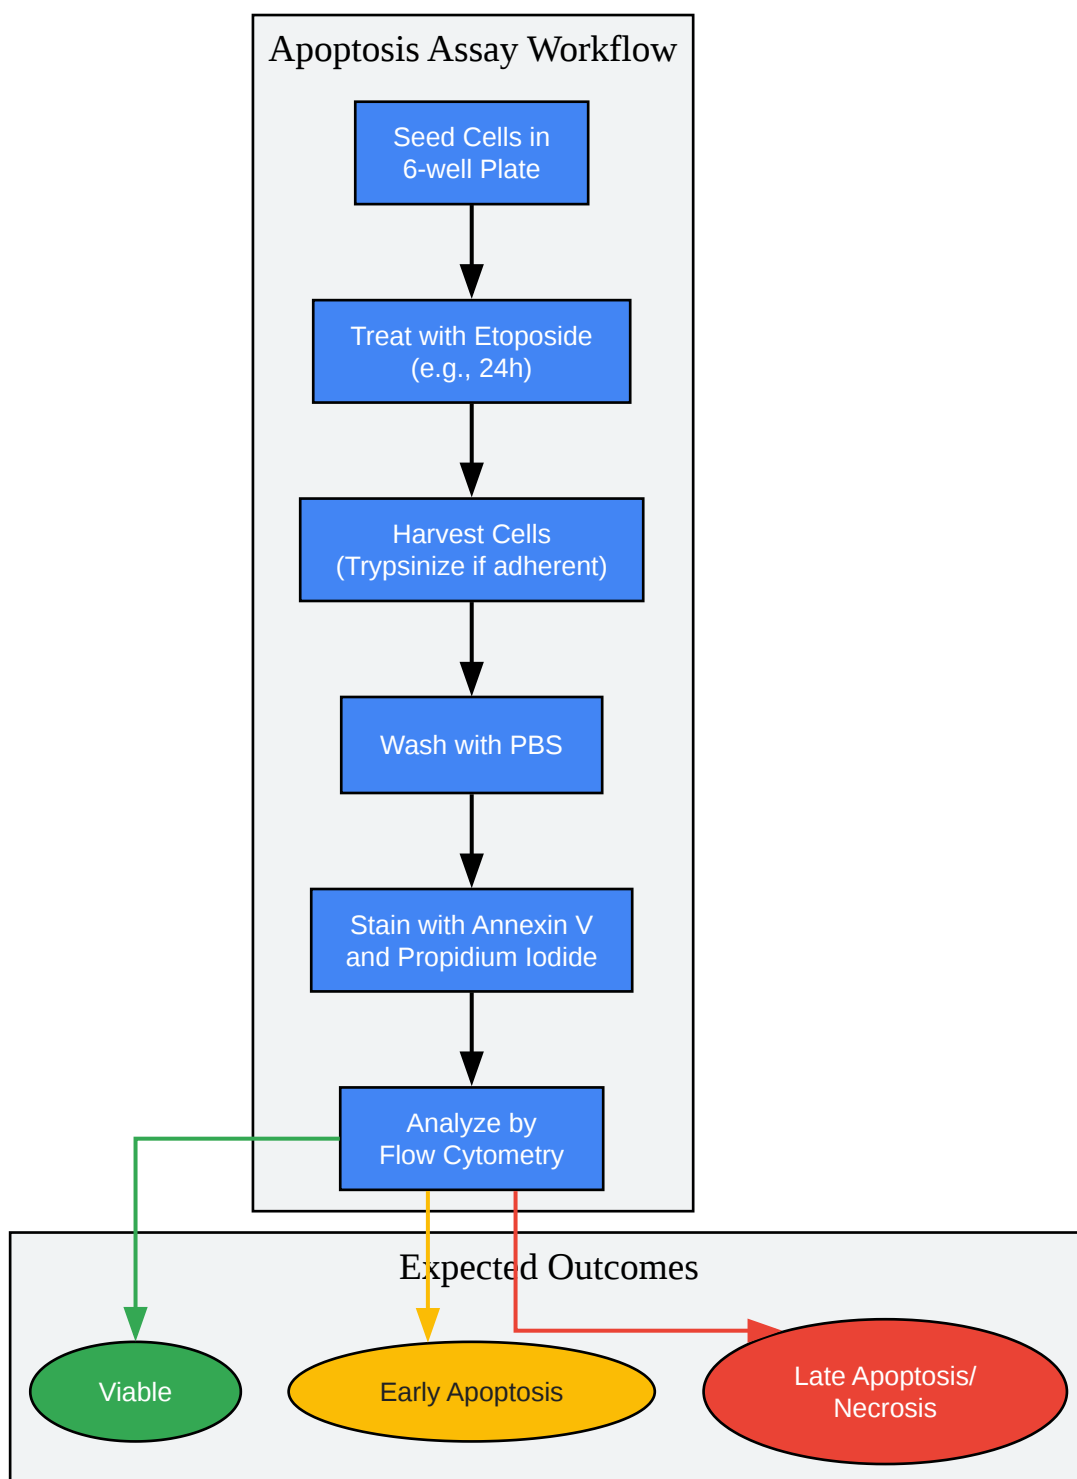 Apoptosis Assay Workflow
Seed Cells in
6-well Plate
Treat with Etoposide
(e.g., 24h)
Harvest Cells
(Trypsinize if adherent)
Wash with PBS
Stain with Annexin V
and Propidium Iodide
Analyze by
Flow Cytometry
Expected Outcomes
Viable
Early Apoptosis
Late Apoptosis/
Necrosis